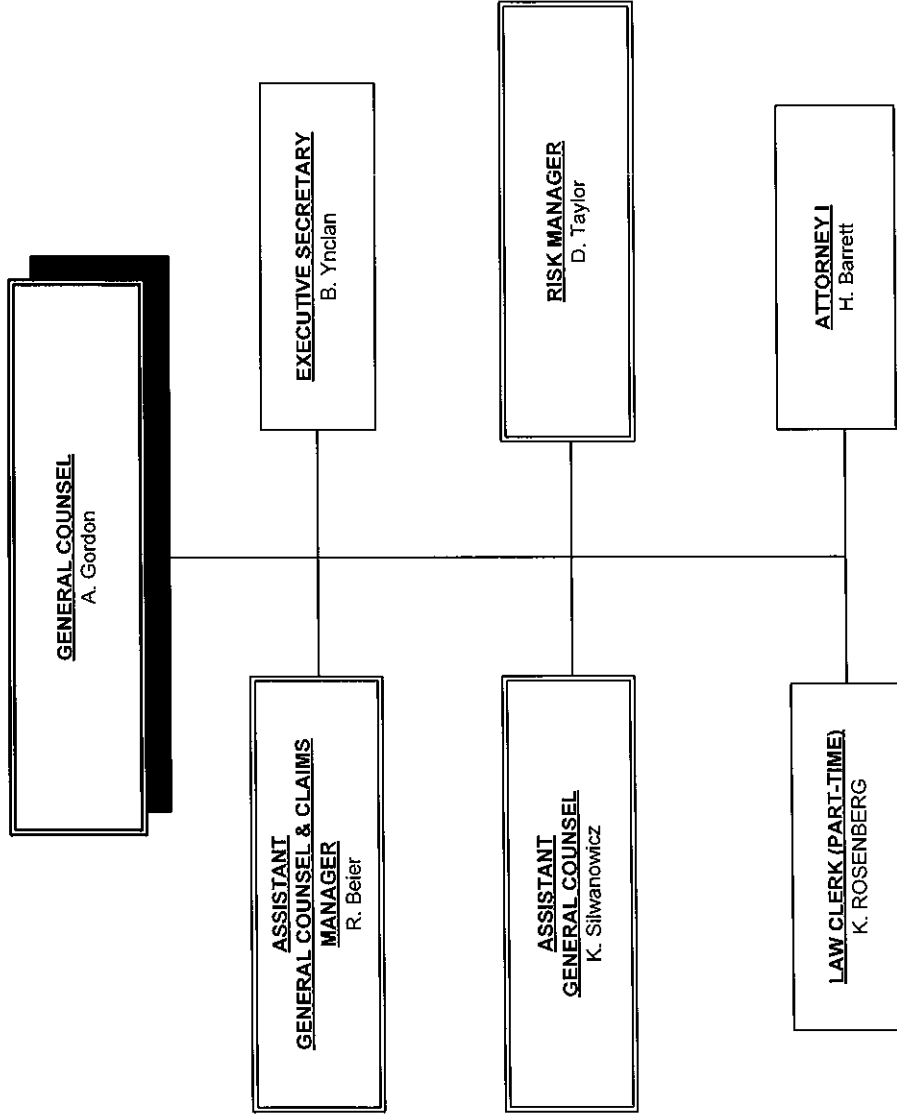 GENERAL COUNSEL
A. Gordon
ASSISTANT
GENERAL COUNSEL & CLAIMS
MANAGER
R. Beier
EXECUTIVE SECRETARY
B. Ynclan
ASSISTANT
GENERAL COUNSEL
K. Silwanowicz
RISK MANAGER
D. Taylor
LAW CLERK (PART-TIME)
K. ROSENBERG
ATTORNEY I
H. Barrett